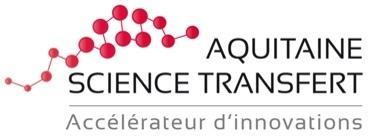 AQUITAINE
SCIENCE TRANSFERT
Accélérateur d'innovations